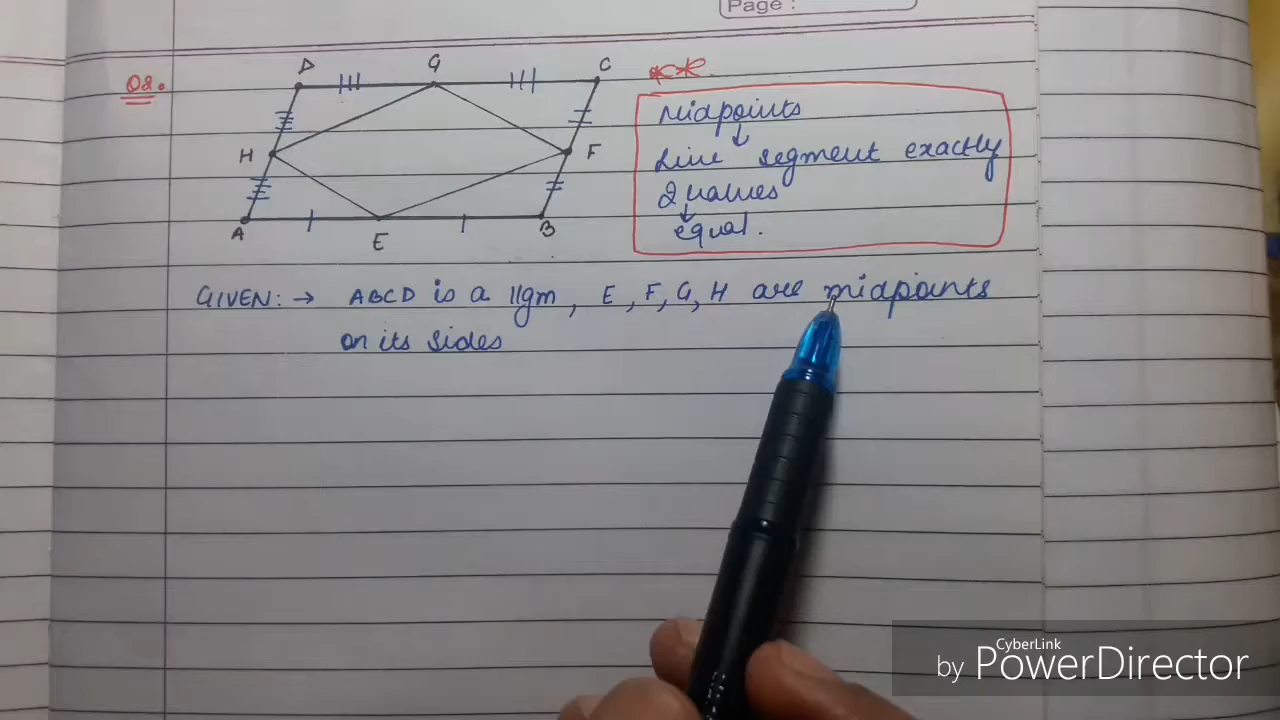 Page :
Q2.
D G C
H F
A E B
midpoints
Line segment exactly
2 values
equal.
GIVEN: → ABCD is a ||gm, E, F, G, H are midpoints
on its sides
CyberLink
by PowerDirector